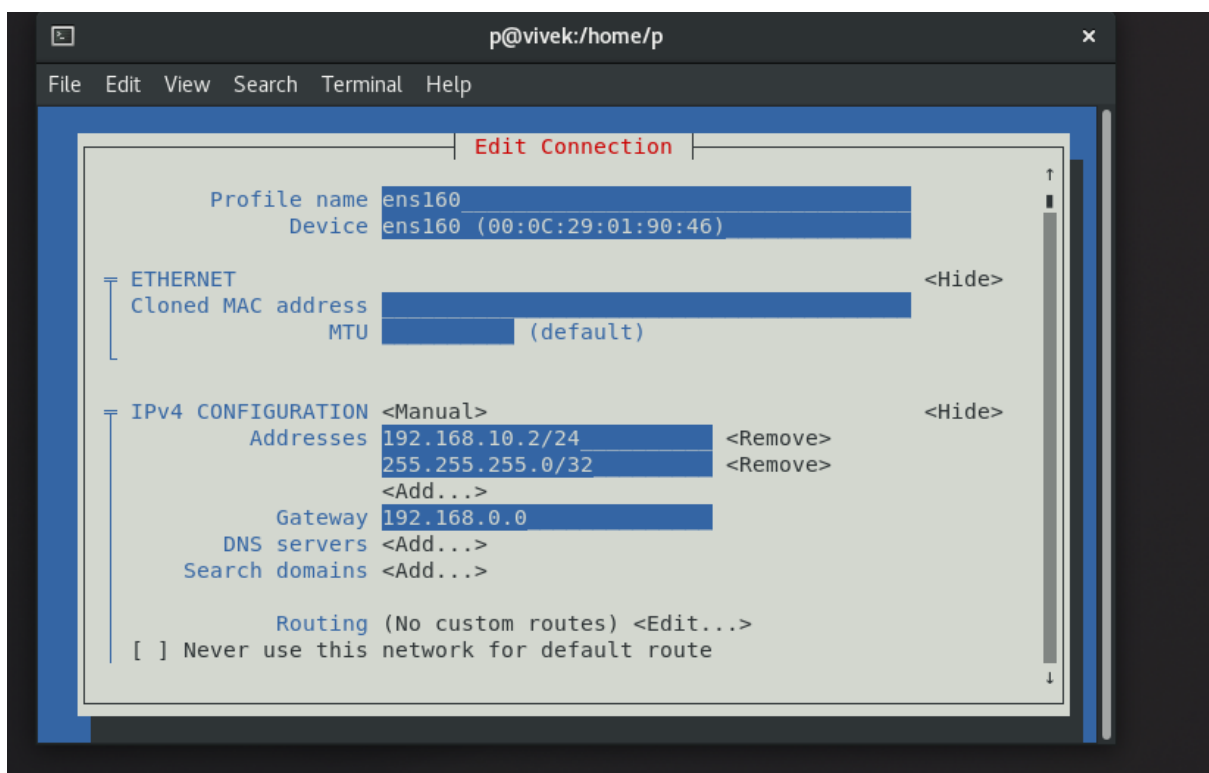 p@vivek:/home/p
×
File Edit View Search Terminal Help
Edit Connection
Profile name ens160
Device ens160 (00:0C:29:01:90:46)
ETHERNET <Hide>
Cloned MAC address
MTU (default)
IPv4 CONFIGURATION <Manual> <Hide>
Addresses 192.168.10.2/24 <Remove>
255.255.255.0/32 <Remove>
<Add...>
Gateway 192.168.0.0
DNS servers <Add...>
Search domains <Add...>
Routing (No custom routes) <Edit...>
[ ] Never use this network for default route